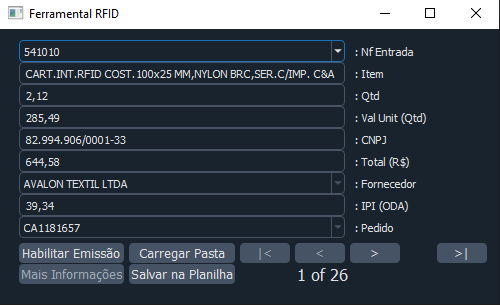 Ferramental RFID
541010 : Nf Entrada
CART.INT.RFID COST.100x25 MM,NYLON BRC,SER.C/IMP. C&A : Item
2,12 : Qtd
285,49 : Val Unit (Qtd)
82.994.906/0001-33 : CNPJ
644,58 : Total (R$)
AVALON TEXTIL LTDA : Fornecedor
39,34 : IPI (ODA)
CA1181657 : Pedido
Habilitar Emissão Carregar Pasta |< < > >|
Mais Informações Salvar na Planilha 1 of 26